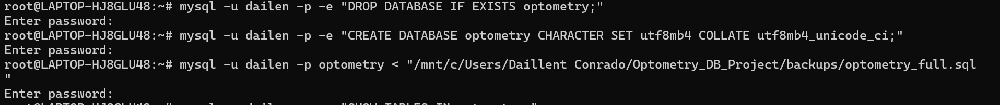 root@LAPTOP-HJ8GLU48:~# mysql -u dailen -p -e "DROP DATABASE IF EXISTS optometry;"
Enter password:
root@LAPTOP-HJ8GLU48:~# mysql -u dailen -p -e "CREATE DATABASE optometry CHARACTER SET utf8mb4 COLLATE utf8mb4_unicode_ci;"
Enter password:
root@LAPTOP-HJ8GLU48:~# mysql -u dailen -p optometry < "/mnt/c/Users/Daillent Conrado/Optometry_DB_Project/backups/optometry_full.sql
"
Enter password: